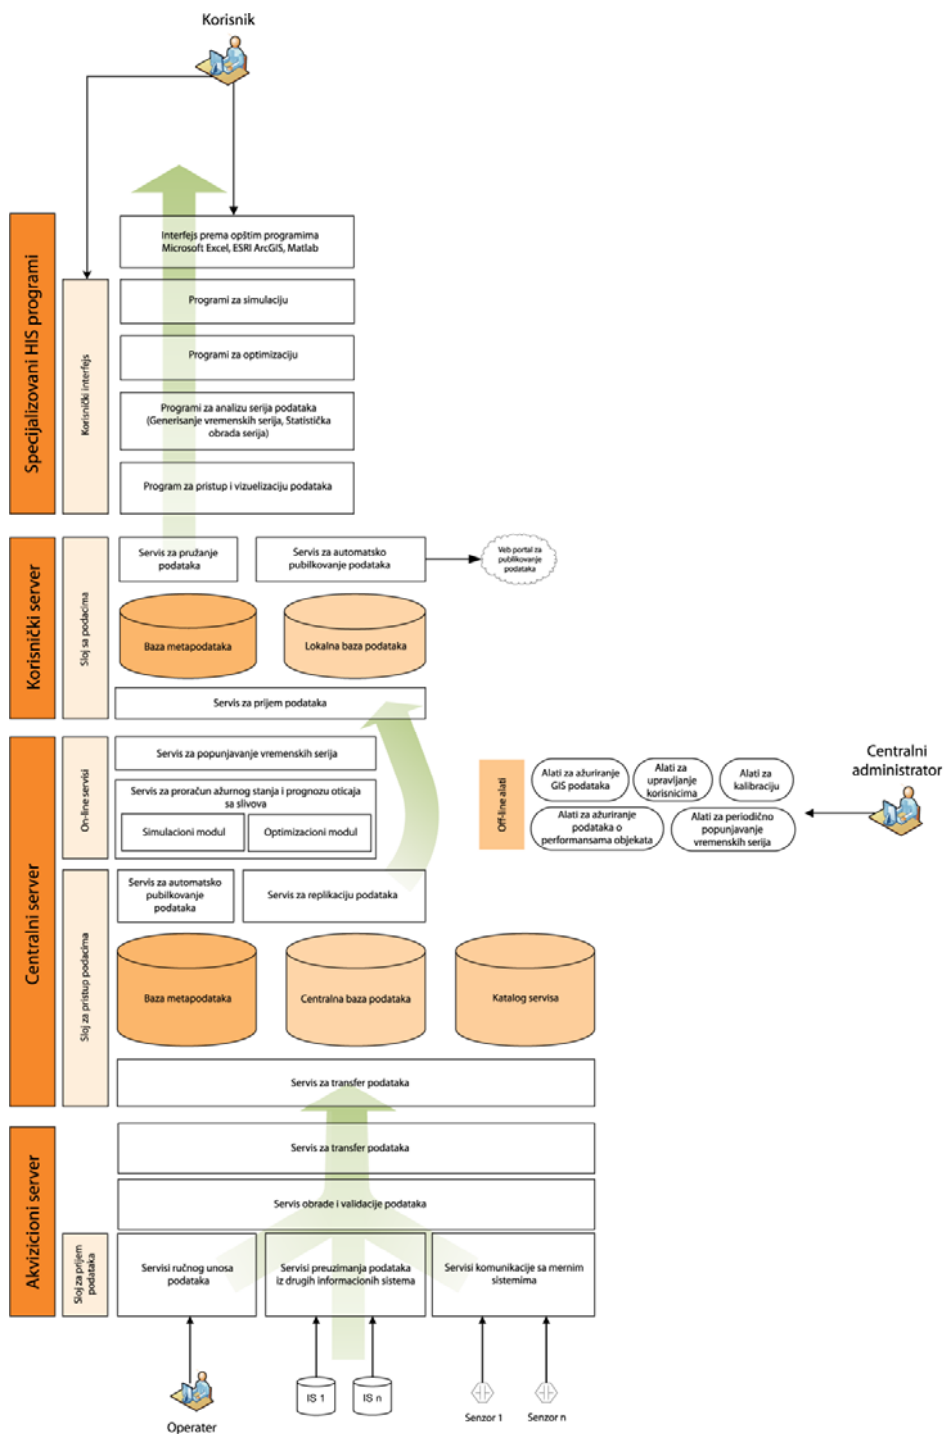 Korisnik
Specijalizovani HIS programi
Korisnički interfejs
Interfejs prema opštim programima
Microsoft Excel, ESRI ArcGIS, Matlab
Programi za simulaciju
Programi za optimizaciju
Programi za analizu serija podataka
(Generisanje vremenskih serija, Statistička
obrada serija)
Program za pristup i vizuelizaciju podataka
Korisnički server
Sloj sa podacima
Servis za pružanje
podataka
Servis za automatsko
pubilkovanje podataka
Veb portal za
publikovanje
podataka
Baza metapodataka
Lokalna baza podataka
Servis za prijem podataka
Centralni server
On-line servisi
Servis za popunjavanje vremenskih serija
Servis za proračun ažurnog stanja i prognozu oticaja
sa slivova
Simulacioni modul
Optimizacioni modul
Off-line alati
Alati za ažuriranje
GIS podataka
Alati za
upravljanje
korisnicima
Alati za
kalibraciju
Alati za ažuriranje
podataka o
performansama objekata
Alati za periodično
popunjavanje
vremenskih serija
Centralni
administrator
Sloj za pristup podacima
Servis za automatsko
pubilkovanje
podataka
Servis za replikaciju podataka
Baza metapodataka
Centralna baza podataka
Katalog servisa
Servis za transfer podataka
Akvizicioni server
Servis za transfer podataka
Servis obrade i validacije podataka
Sloj za prijem
podataka
Servisi ručnog unosa
podataka
Servisi preuzimanja podataka
iz drugih informacionih sistema
Servisi komunikacije sa mernim
sistemima
Operater
IS 1
IS n
Senzor 1
Senzor n